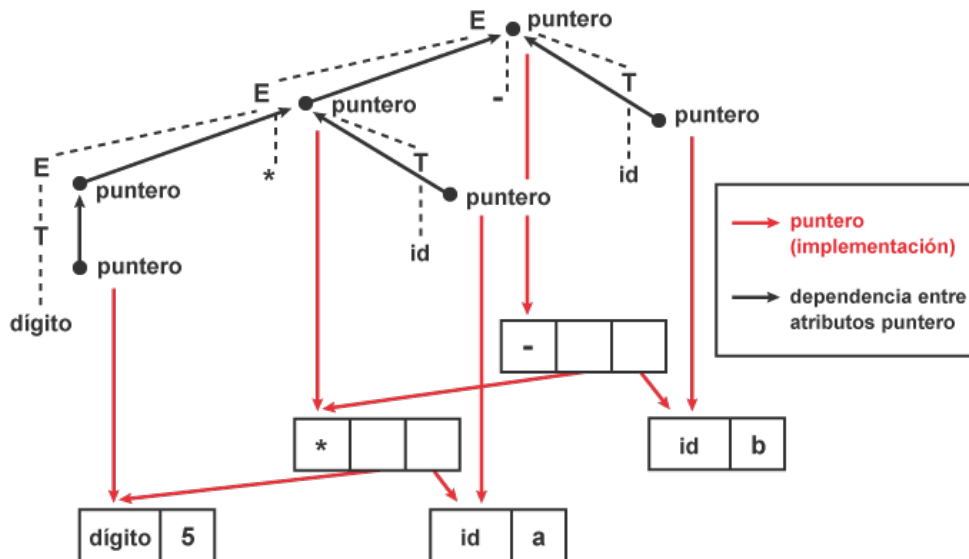 E puntero
E puntero
-
T
puntero
E
puntero
*
T
puntero
id
T
puntero
id
dígito
puntero
(implementación)
dependencia entre
atributos puntero
-
*
id b
dígito 5
id a